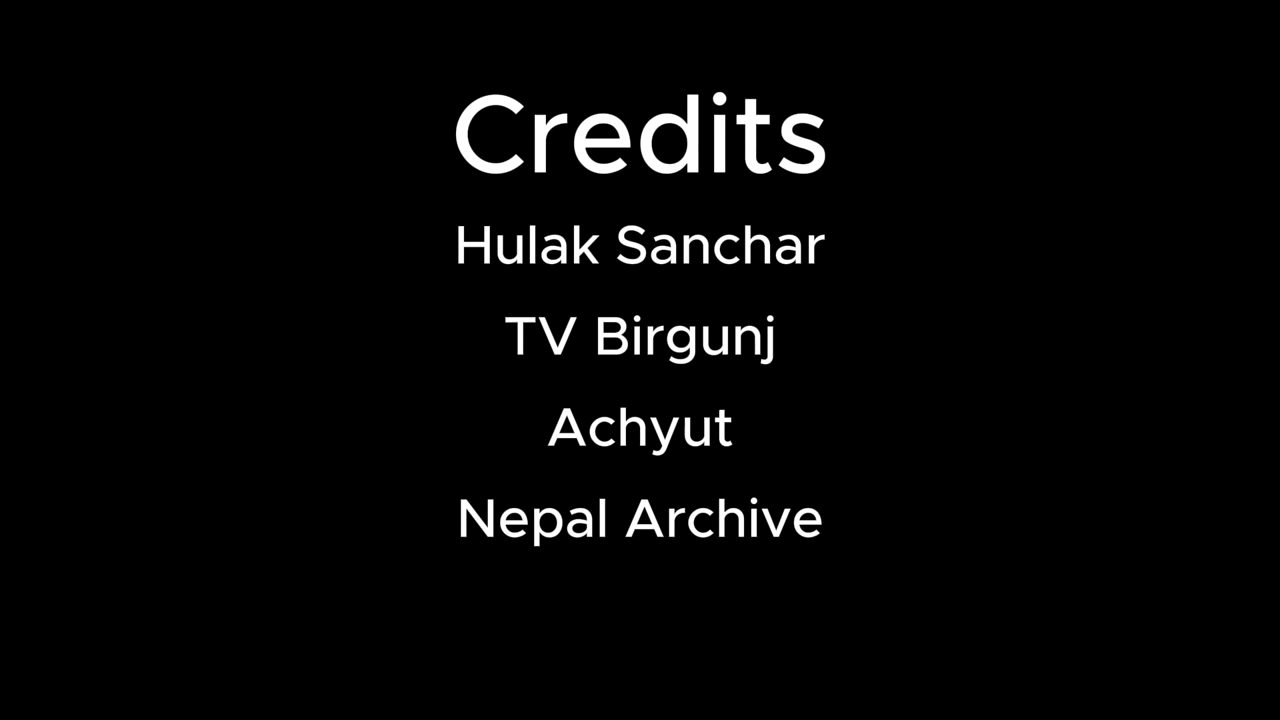 Credits
Hulak Sanchar
TV Birgunj
Achyut
Nepal Archive